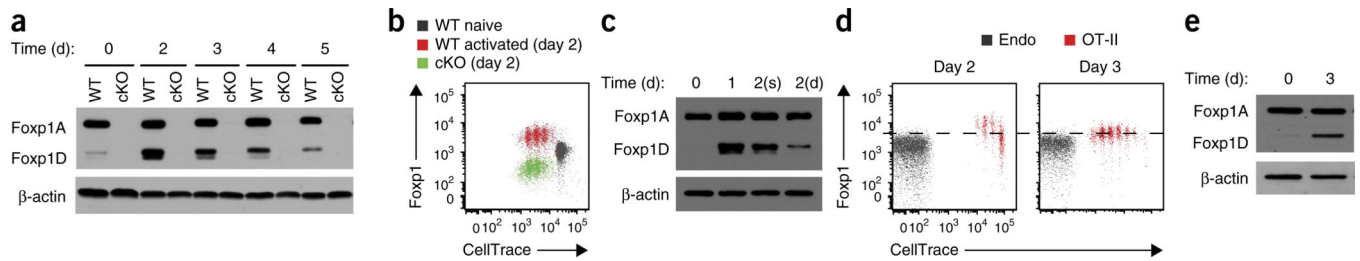 a
Time (d): 0 2 3 4 5
WT cKO WT cKO WT cKO WT cKO WT cKO
Foxp1A
Foxp1D
β-actin
b
WT naive
WT activated (day 2)
cKO (day 2)
Foxp1
10⁵
10⁴
10³
10²
0
0 10² 10³ 10⁴ 10⁵
CellTrace
c
Time (d): 0 1 2(s) 2(d)
Foxp1A
Foxp1D
β-actin
d
Endo OT-II
Day 2 Day 3
Foxp1
10⁵
10⁴
10³
10²
0
0 10² 10³ 10⁴ 10⁵ 0 10² 10³ 10⁴ 10⁵
CellTrace
e
Time (d): 0 3
Foxp1A
Foxp1D
β-actin